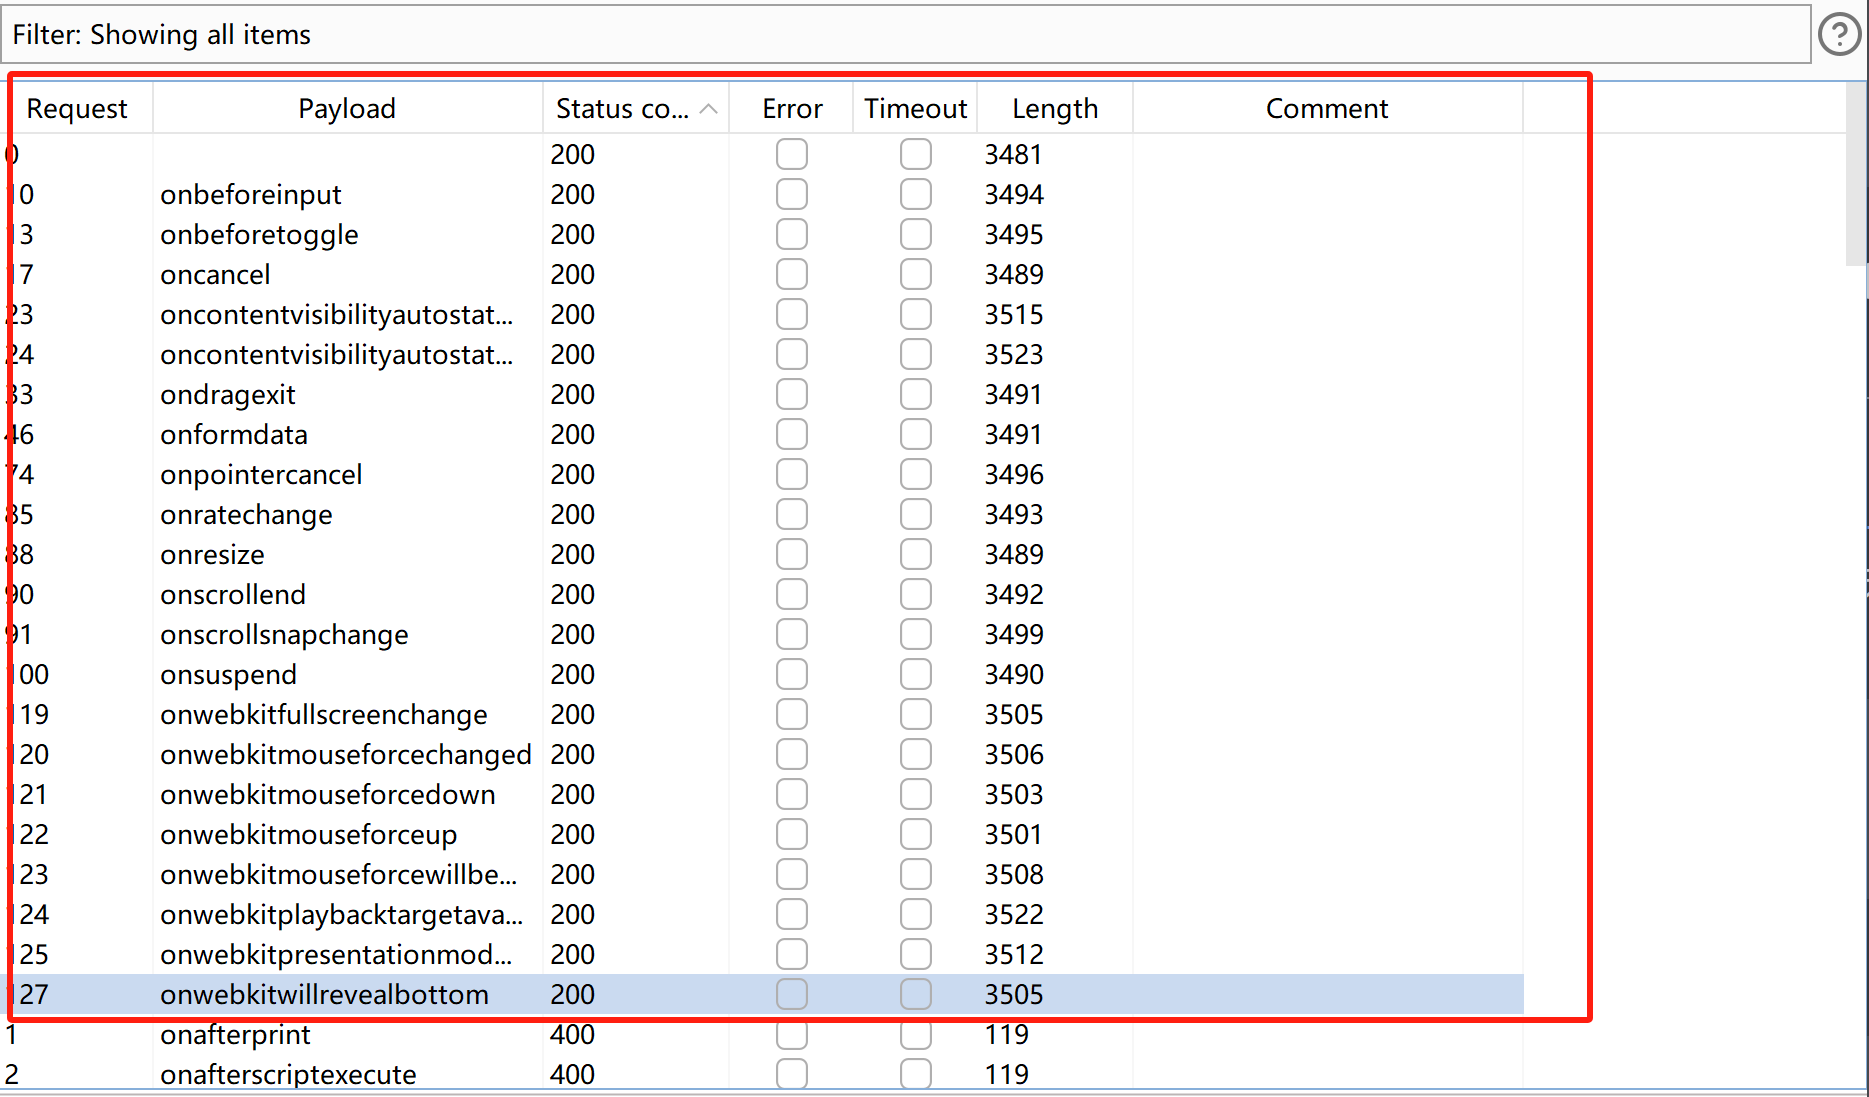 Filter: Showing all items
Request Payload Status co... Error Timeout Length Comment
0 200 3481
10 onbeforeinput 200 3494
13 onbeforetoggle 200 3495
17 oncancel 200 3489
23 oncontentvisibilityautostat... 200 3515
24 oncontentvisibilityautostat... 200 3523
33 ondragexit 200 3491
46 onformdata 200 3491
74 onpointercancel 200 3496
85 onratechange 200 3493
88 onresize 200 3489
90 onscrollend 200 3492
91 onscrollsnapchange 200 3499
100 onsuspend 200 3490
119 onwebkitfullscreenchange 200 3505
120 onwebkitmouseforcechanged 200 3506
121 onwebkitmouseforcedown 200 3503
122 onwebkitmouseforceup 200 3501
123 onwebkitmouseforcewillbe... 200 3508
124 onwebkitplaybacktargetava... 200 3522
125 onwebkitpresentationmod... 200 3512
127 onwebkitwillrevealbottom 200 3505
1 onafterprint 400 119
2 onafterscriptexecute 400 119